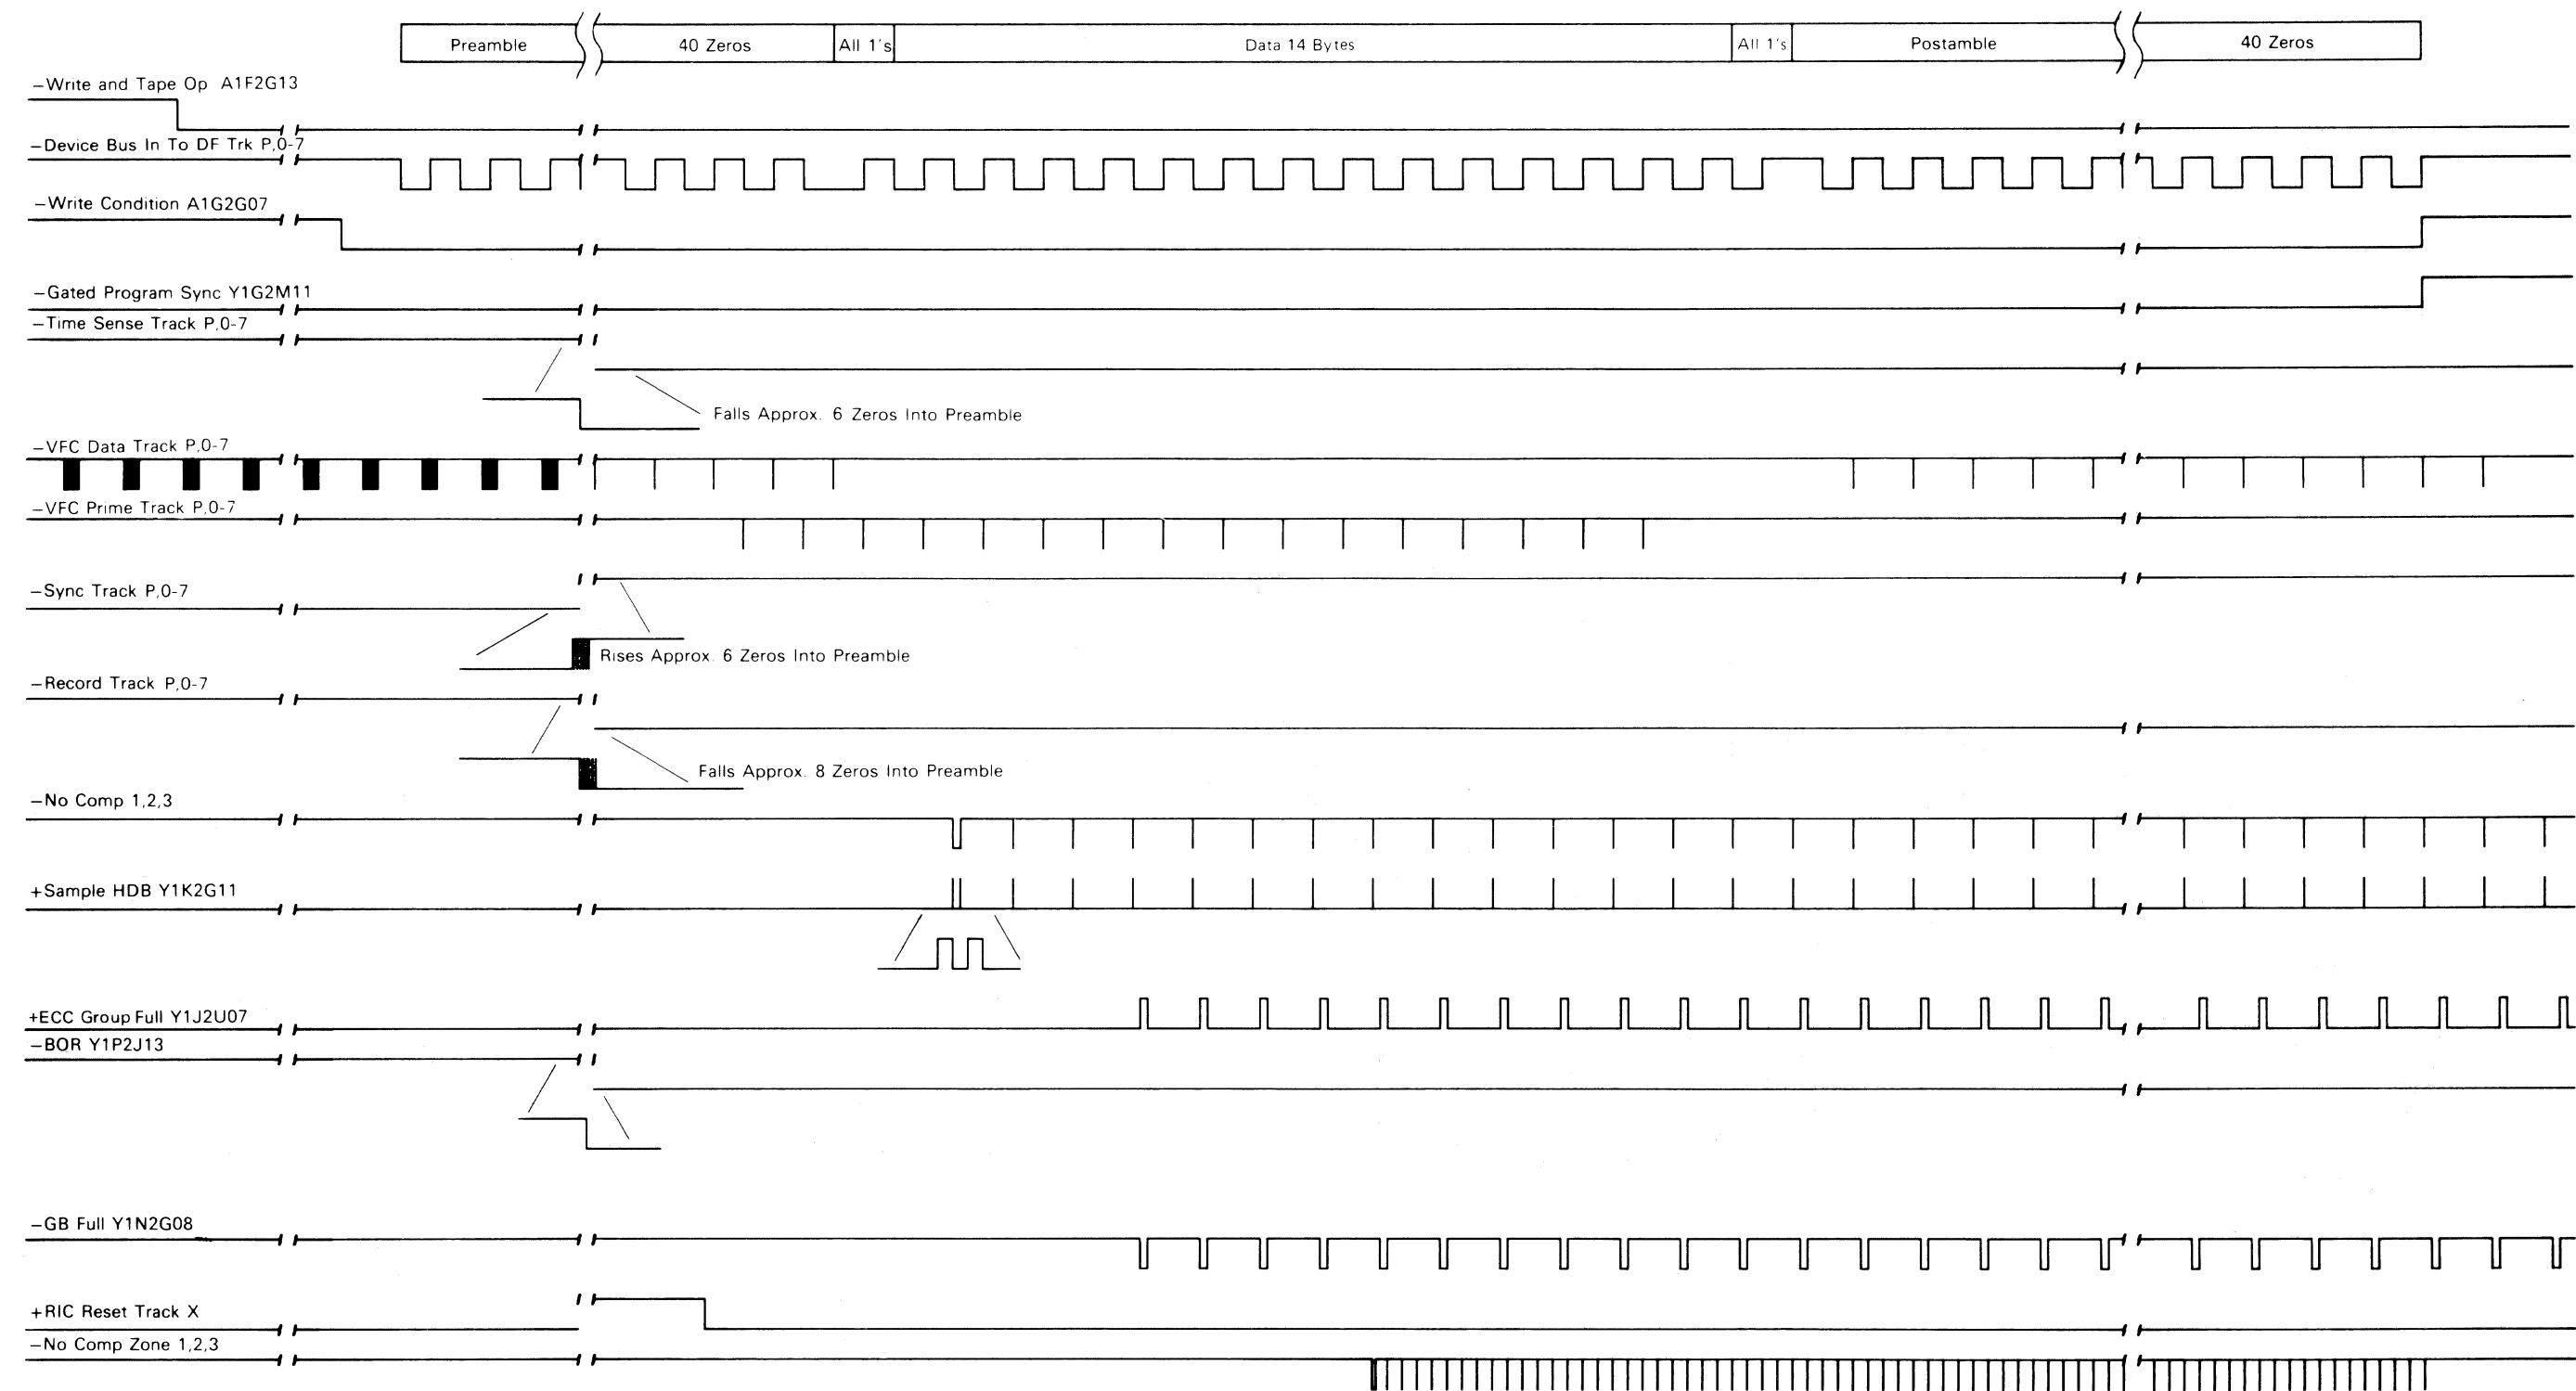 Preamble 40 Zeros All 1's Data 14 Bytes All 1's Postamble 40 Zeros
–Write and Tape Op A1F2G13
–Device Bus In To DF Trk P,0-7
–Write Condition A1G2G07
–Gated Program Sync Y1G2M11
–Time Sense Track P,0-7
Falls Approx. 6 Zeros Into Preamble
–VFC Data Track P,0-7
–VFC Prime Track P,0-7
–Sync Track P,0-7
Rises Approx. 6 Zeros Into Preamble
–Record Track P,0-7
Falls Approx. 8 Zeros Into Preamble
–No Comp 1,2,3
+Sample HDB Y1K2G11
+ECC Group Full Y1J2U07
–BOR Y1P2J13
–GB Full Y1N2G08
+RIC Reset Track X
–No Comp Zone 1,2,3